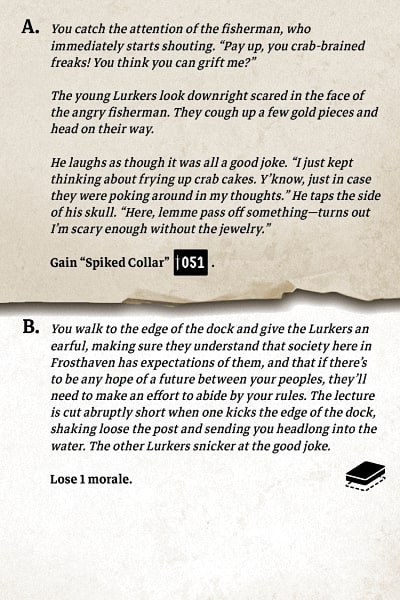 A. You catch the attention of the fisherman, who
immediately starts shouting. “Pay up, you crab-brained
freaks! You think you can grift me?”
The young Lurkers look downright scared in the face of
the angry fisherman. They cough up a few gold pieces and
head on their way.
He laughs as though it was all a good joke. “I just kept
thinking about frying up crab cakes. Y’know, just in case
they were poking around in my thoughts.” He taps the side
of his skull. “Here, lemme pass off something—turns out
I’m scary enough without the jewelry.”
Gain “Spiked Collar” 051 .
B. You walk to the edge of the dock and give the Lurkers an
earful, making sure they understand that society here in
Frosthaven has expectations of them, and that if there’s
to be any hope of a future between your peoples, they’ll
need to make an effort to abide by your rules. The lecture
is cut abruptly short when one kicks the edge of the dock,
shaking loose the post and sending you headlong into the
water. The other Lurkers snicker at the good joke.
Lose 1 morale.